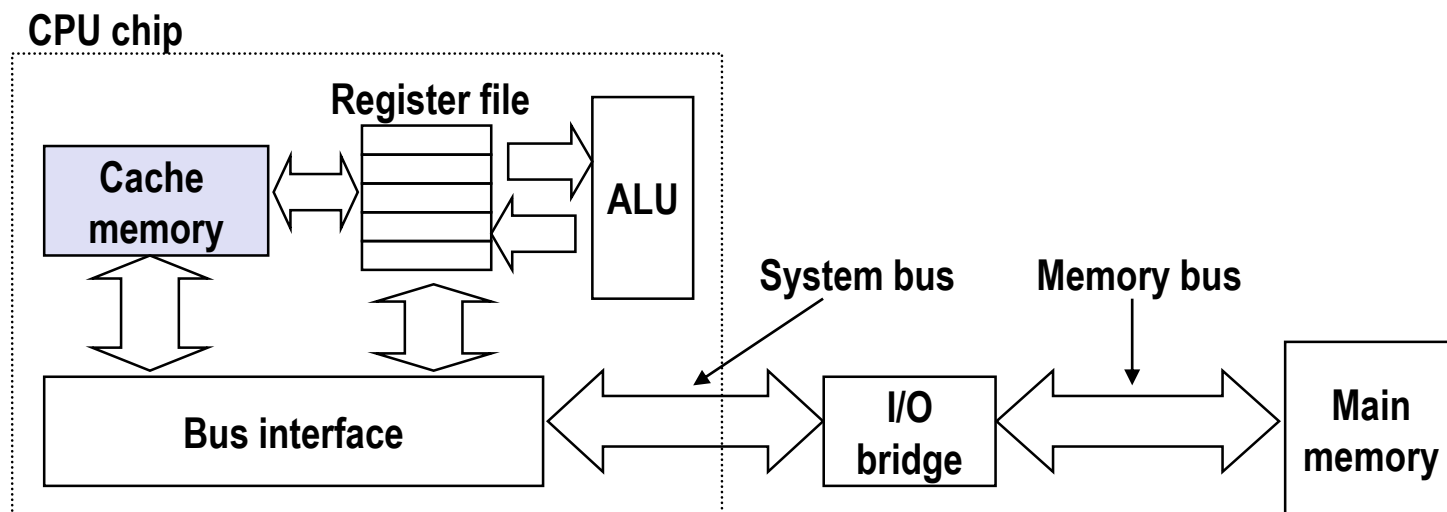 CPU chip
Register file
Cache
memory
ALU
System bus
Memory bus
Bus interface
I/O
bridge
Main
memory